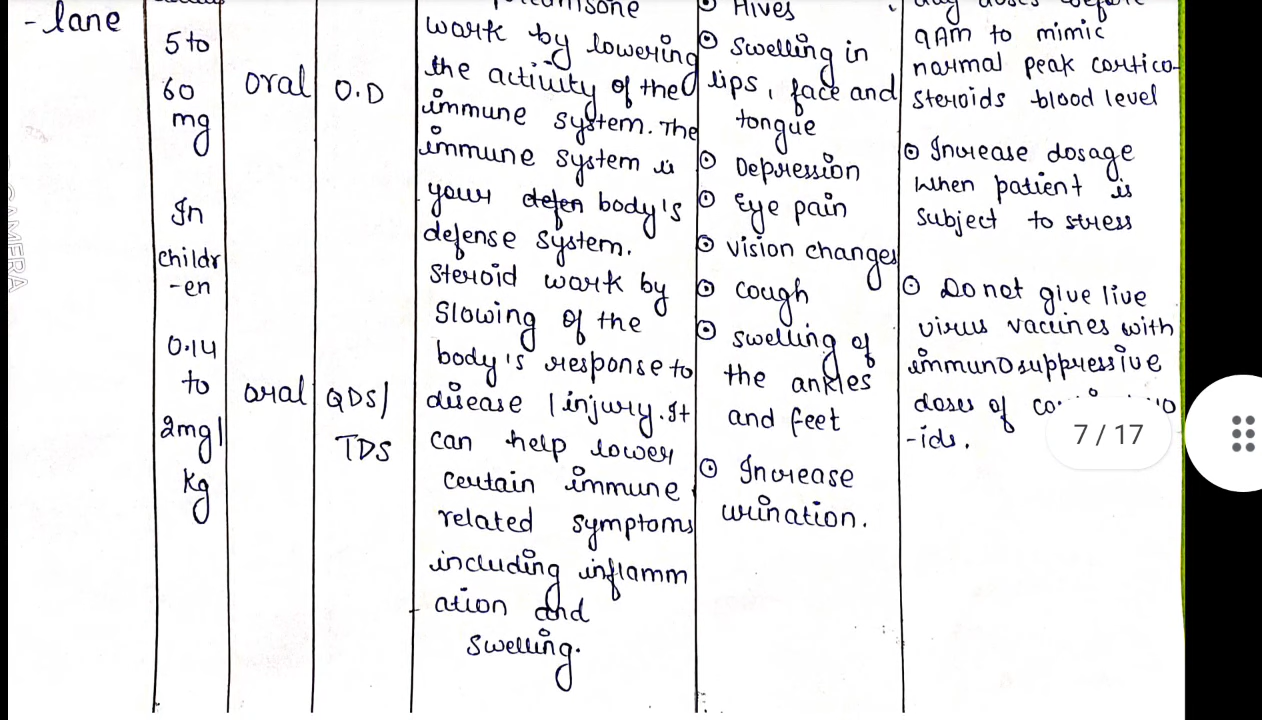 -lane
5 to
60
mg
In
childr
-en
0.14
to
2mg/
kg
oral
oral
O.D
QDS/
TDS
work by lowering
the activity of the
immune system. The
immune system is
your defen body's
defense system.
Steroid work by
slowing of the
body's response to
disease / injury. It
can help lower
certain immune
related symptoms
including inflamm
ation and
swelling.
Hives
Swelling in
lips, face and
tongue
Depression
Eye pain
vision changes
cough
swelling of
the ankles
and feet
Increase
urination.
9AM to mimic
normal peak cortico-
steroids blood level
Increase dosage
when patient is
subject to stress
Do not give live
virus vaccines with
immunosuppressive
doses of
-ids.
7 / 17
CAMERA